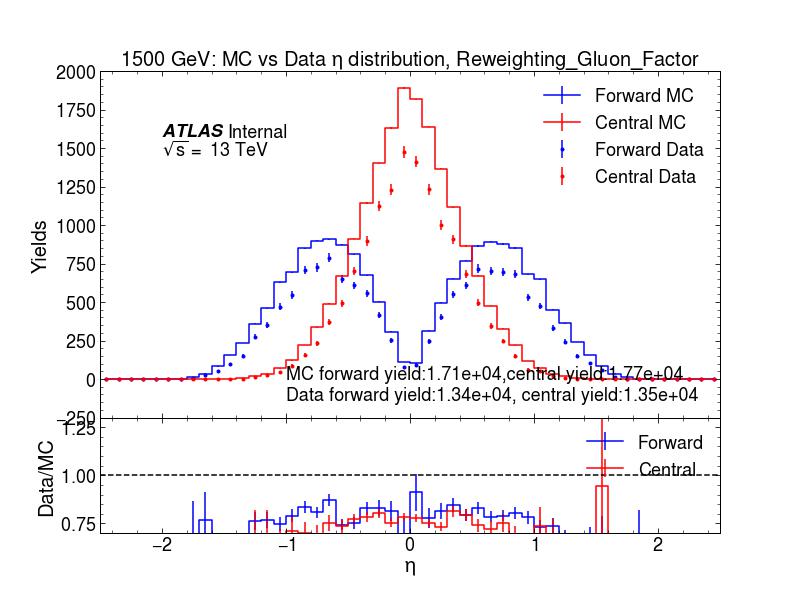 1500 GeV: MC vs Data η distribution, Reweighting_Gluon_Factor
2000
1750
1500
1250
1000
750
500
250
0
−250
Yields
ATLAS Internal
√s = 13 TeV
Forward MC
Central MC
Forward Data
Central Data
MC forward yield:1.71e+04,central yield:1.77e+04
Data forward yield:1.34e+04, central yield:1.35e+04
1.25
1.00
0.75
Data/MC
Forward
Central
−2 −1 0 1 2
η